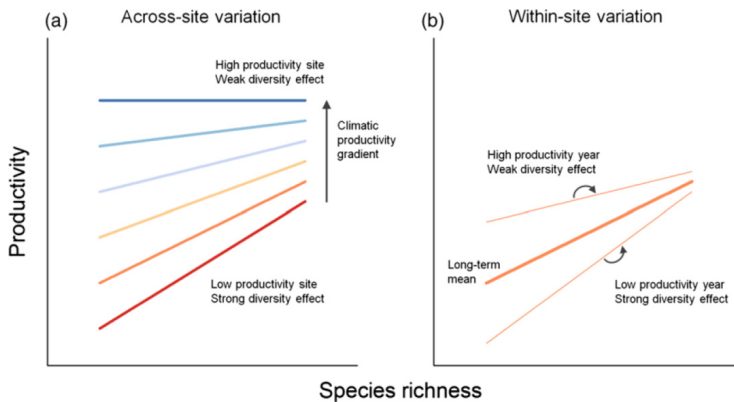 (a) Across-site variation
(b) Within-site variation
High productivity site
Weak diversity effect
Climatic
productivity
gradient
Low productivity site
Strong diversity effect
High productivity year
Weak diversity effect
Long-term
mean
Low productivity year
Strong diversity effect
Productivity
Species richness